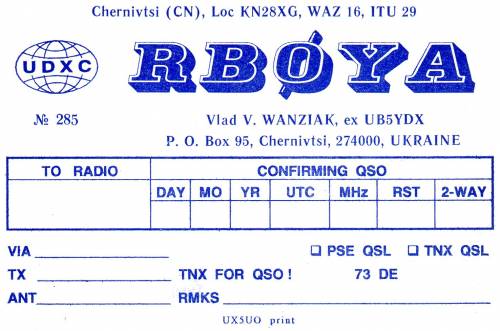 Chernivtsi (CN), Loc KN28XG, WAZ 16, ITU 29
UDXC
RBØYA
№ 285
Vlad V. WANZIAK, ex UB5YDX
P. O. Box 95, Chernivtsi, 274000, UKRAINE
TO RADIO CONFIRMING QSO
DAY MO YR UTC MHz RST 2-WAY
VIA ☐ PSE QSL ☐ TNX QSL
TX TNX FOR QSO ! 73 DE
ANT RMKS
UX5UO print